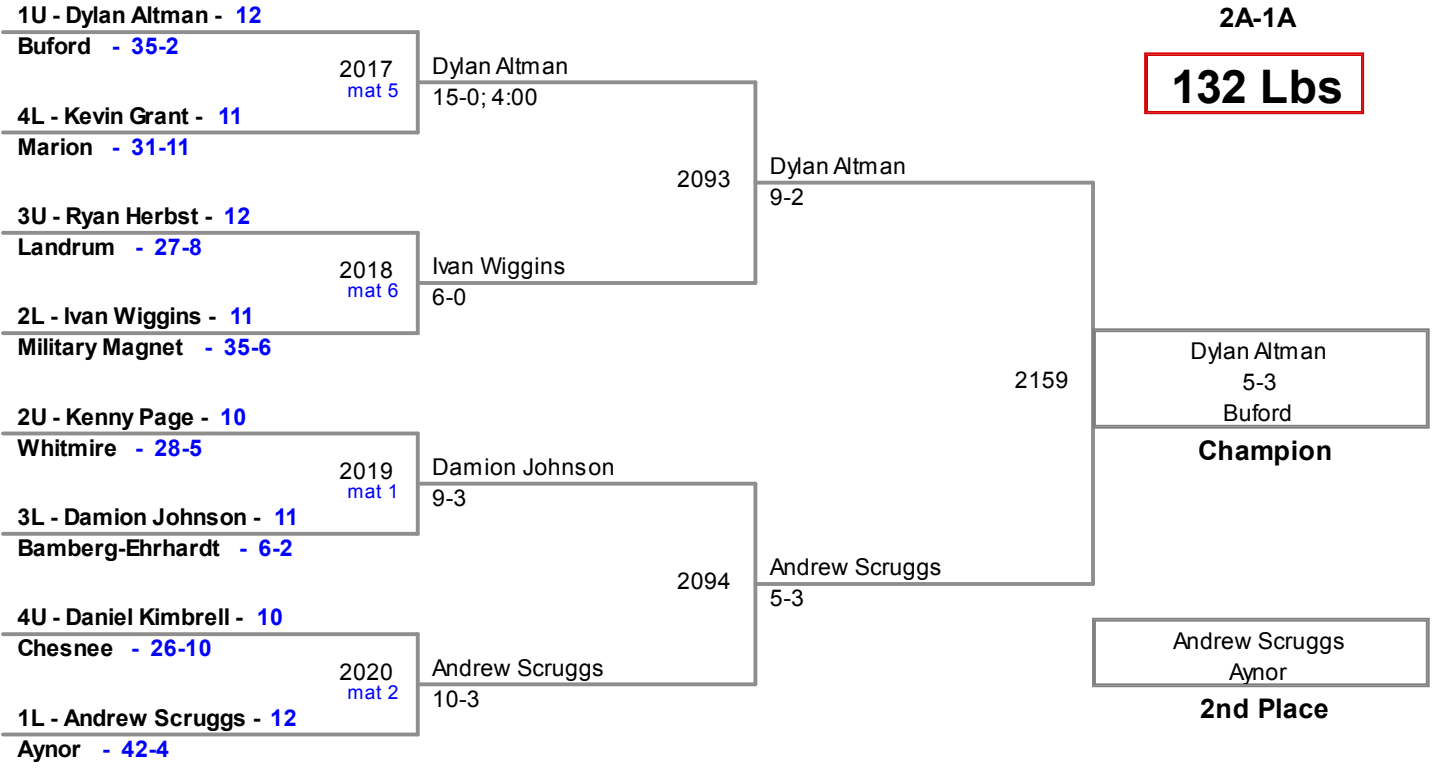 1U - Dylan Altman - 12
Buford - 35-2
2017
mat 5
4L - Kevin Grant - 11
Marion - 31-11
Dylan Altman
15-0; 4:00
3U - Ryan Herbst - 12
Landrum - 27-8
2018
mat 6
2L - Ivan Wiggins - 11
Military Magnet - 35-6
Ivan Wiggins
6-0
2093
Dylan Altman
9-2
2U - Kenny Page - 10
Whitmire - 28-5
2019
mat 1
3L - Damion Johnson - 11
Bamberg-Ehrhardt - 6-2
Damion Johnson
9-3
4U - Daniel Kimbrell - 10
Chesnee - 26-10
2020
mat 2
1L - Andrew Scruggs - 12
Aynor - 42-4
Andrew Scruggs
10-3
2094
Andrew Scruggs
5-3
2159
2A-1A
132 Lbs
Dylan Altman
5-3
Buford
Champion
Andrew Scruggs
Aynor
2nd Place